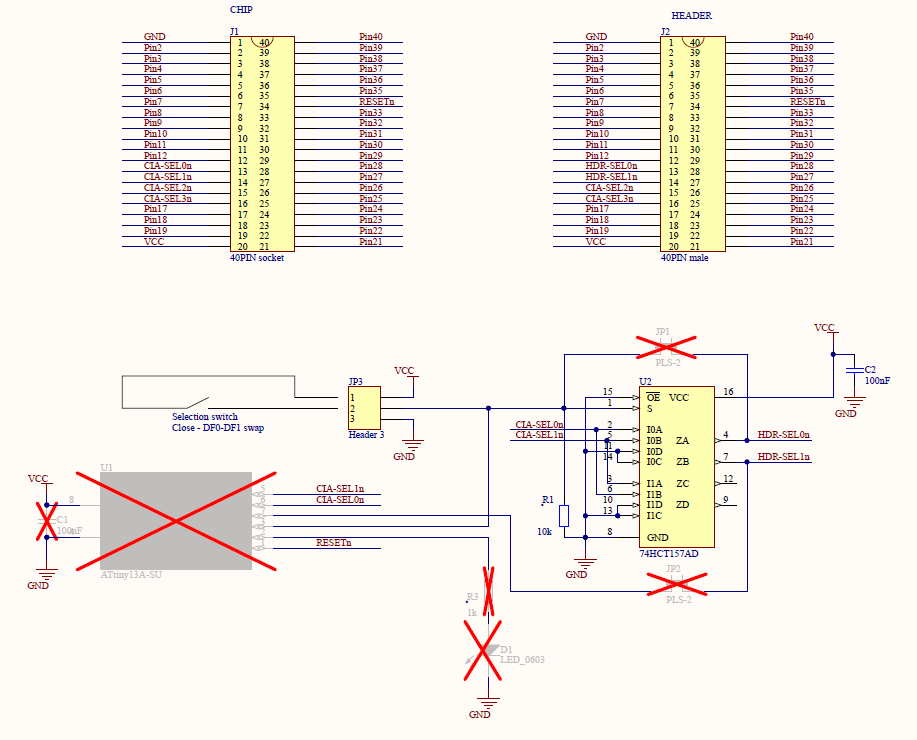 CHIP
J1
GND 1 40 Pin40
Pin2 2 39 Pin39
Pin3 3 38 Pin38
Pin4 4 37 Pin37
Pin5 5 36 Pin36
Pin6 6 35 Pin35
Pin7 7 34 RESETn
Pin8 8 33 Pin33
Pin9 9 32 Pin32
Pin10 10 31 Pin31
Pin11 11 30 Pin30
Pin12 12 29 Pin29
CIA-SEL0n 13 28 Pin28
CIA-SEL1n 14 27 Pin27
CIA-SEL2n 15 26 Pin26
CIA-SEL3n 16 25 Pin25
Pin17 17 24 Pin24
Pin18 18 23 Pin23
Pin19 19 22 Pin22
VCC 20 21 Pin21
40PIN socket
HEADER
J2
GND 1 40 Pin40
Pin2 2 39 Pin39
Pin3 3 38 Pin38
Pin4 4 37 Pin37
Pin5 5 36 Pin36
Pin6 6 35 Pin35
Pin7 7 34 RESETn
Pin8 8 33 Pin33
Pin9 9 32 Pin32
Pin10 10 31 Pin31
Pin11 11 30 Pin30
Pin12 12 29 Pin29
HDR-SEL0n 13 28 Pin28
HDR-SEL1n 14 27 Pin27
CIA-SEL2n 15 26 Pin26
CIA-SEL3n 16 25 Pin25
Pin17 17 24 Pin24
Pin18 18 23 Pin23
Pin19 19 22 Pin22
VCC 20 21 Pin21
40PIN male
Selection switch
Close - DF0-DF1 swap
JP3
1
2
3
Header 3
VCC
GND
JP1
PLS-2
VCC
C2
100nF
GND
U2
15 OE VCC 16
1 S
CIA-SEL0n 2 I0A ZA 4 HDR-SEL0n
CIA-SEL1n 5 I0B
11 I0D ZB 7 HDR-SEL1n
14 I0C
3 I1A ZC 12
6 I1B
10 I1D ZD 9
13 I1C
8 GND
74HCT157AD
GND
R1
10k
JP2
PLS-2
VCC
C1
100nF
GND
U1
8
ATtiny13A-SU
CIA-SEL1n
CIA-SEL0n
RESETn
R3
1k
D1
LED_0603
GND